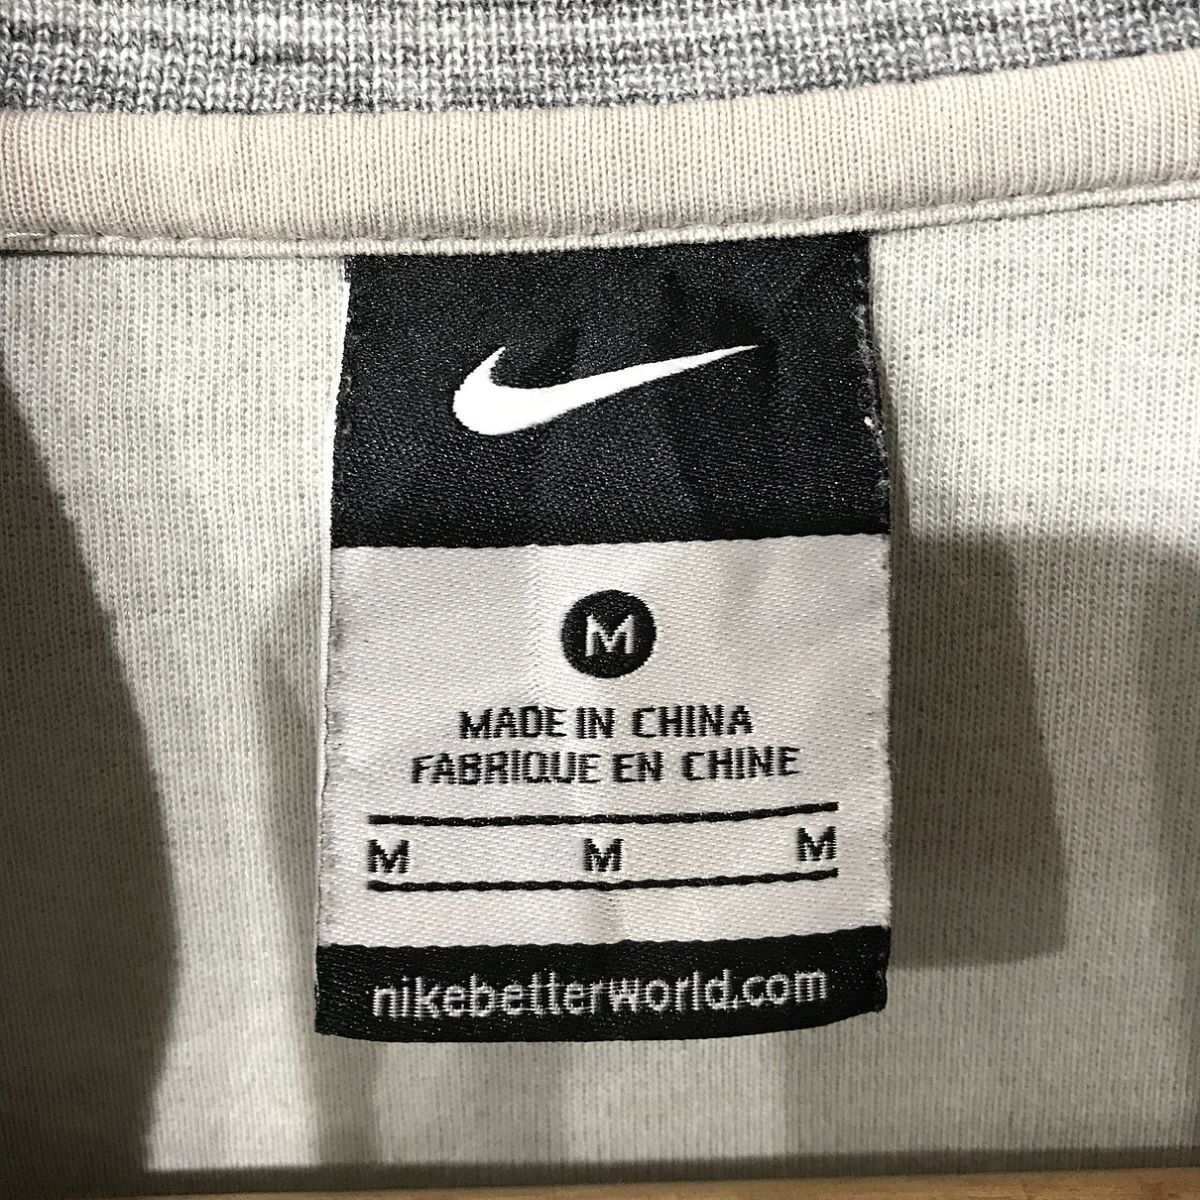 M
MADE IN CHINA
FABRIQUE EN CHINE
M M M
nikebetterworld.com